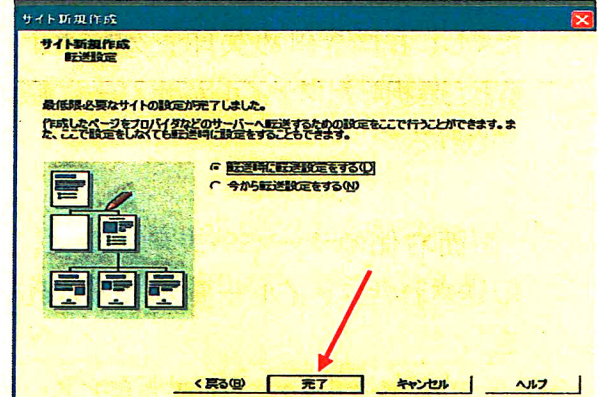 サイト新規作成
サイト新規作成
転送設定
最低限必要なサイトの設定が完了しました。
作成したページをプロバイダなどのサーバーへ転送するための設定をここで行うことができます。ま
た、ここで設定をしなくても転送時に設定をすることもできます。
転送時に転送設定をする(L)
今から転送設定をする(N)
< 戻る(B)
完了
キャンセル
ヘルプ